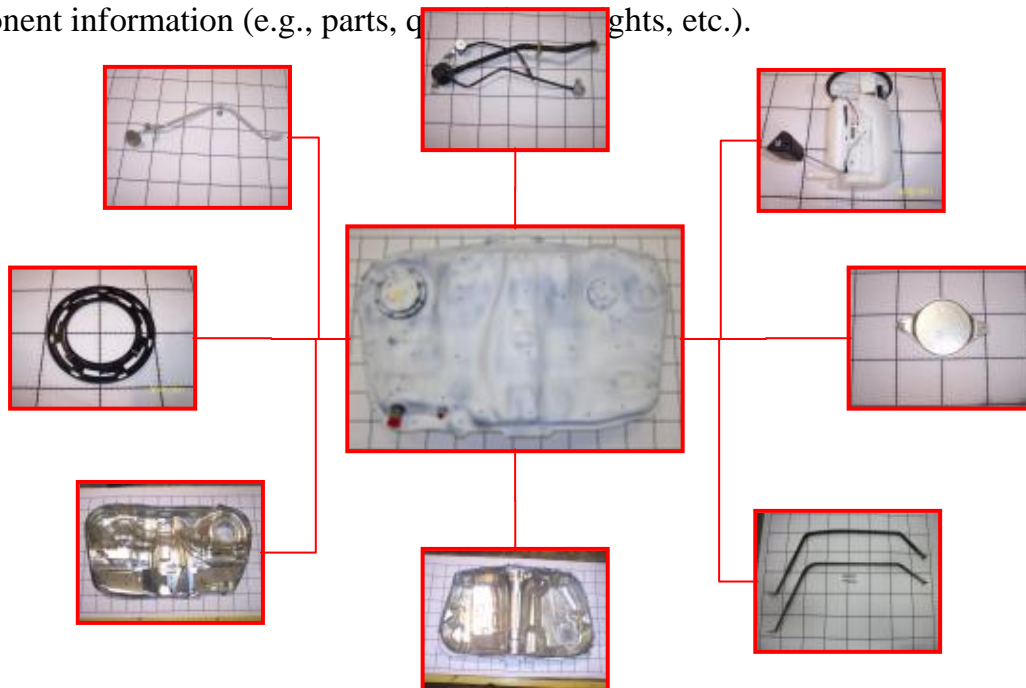 onent information (e.g., parts, q ghts, etc.).